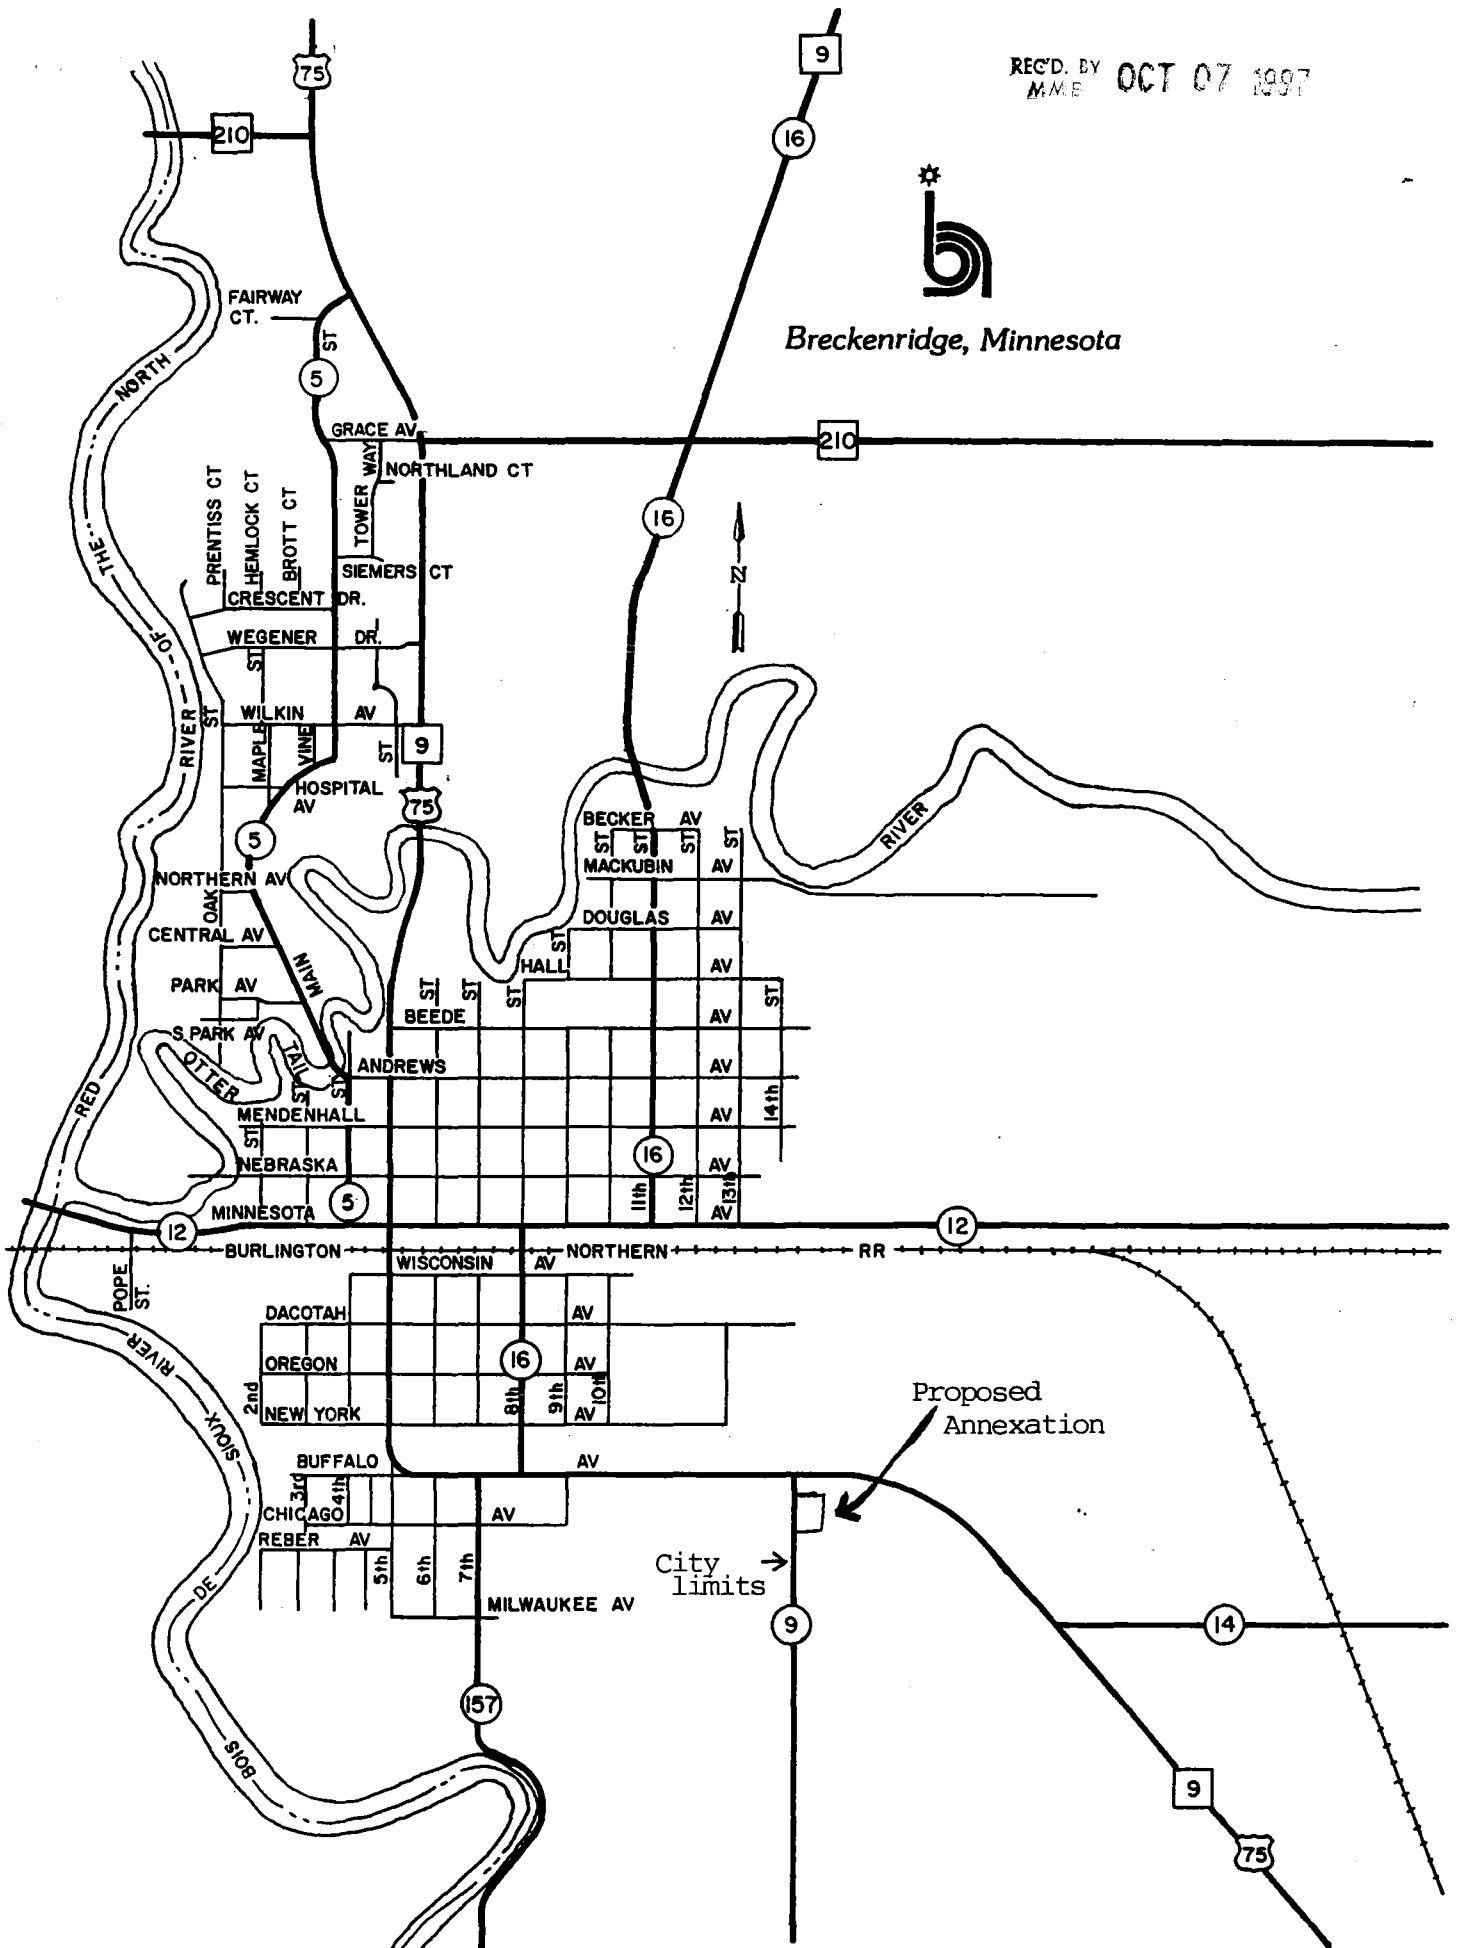 75
9
REC'D. BY OCT 07 1997
MMB
210
16
Breckenridge, Minnesota
FAIRWAY
CT.
ST
5
NORTH
GRACE AV
210
WAY
NORTHLAND CT
TOWER
PRENTISS CT
HEMLOCK CT
BROTT CT
16
N
THE
SIEMERS CT
CRESCENT DR.
OF
WEGENER DR.
ST
RIVER
ST
WILKIN AV
MAPLE
VINE
ST
9
HOSPITAL
AV
75
5
BECKER AV
ST
ST
ST
ST
RIVER
MACKUBIN AV
NORTHERN AV
OAK
DOUGLAS AV
CENTRAL AV
ST
HALL AV
MAIN
PARK AV
ST
ST
ST
ST
BEEDE AV
S PARK AV
OTTER
TAIL
ANDREWS AV
ST
ST
RED
MENDENHALL AV
14th
ST
NEBRASKA AV
16
11th
12th
13th
5
MINNESOTA AV
12
12
BURLINGTON NORTHERN RR
POPE
ST.
WISCONSIN AV
DACOTAH AV
RIVER
OREGON AV
16
2nd
8th
9th
10th
NEW YORK AV
Proposed
Annexation
SIOUX
BUFFALO AV
3rd
4th
CHICAGO AV
REBER AV
5th
6th
7th
City
limits
DE
MILWAUKEE AV
9
14
157
BOIS
9
75